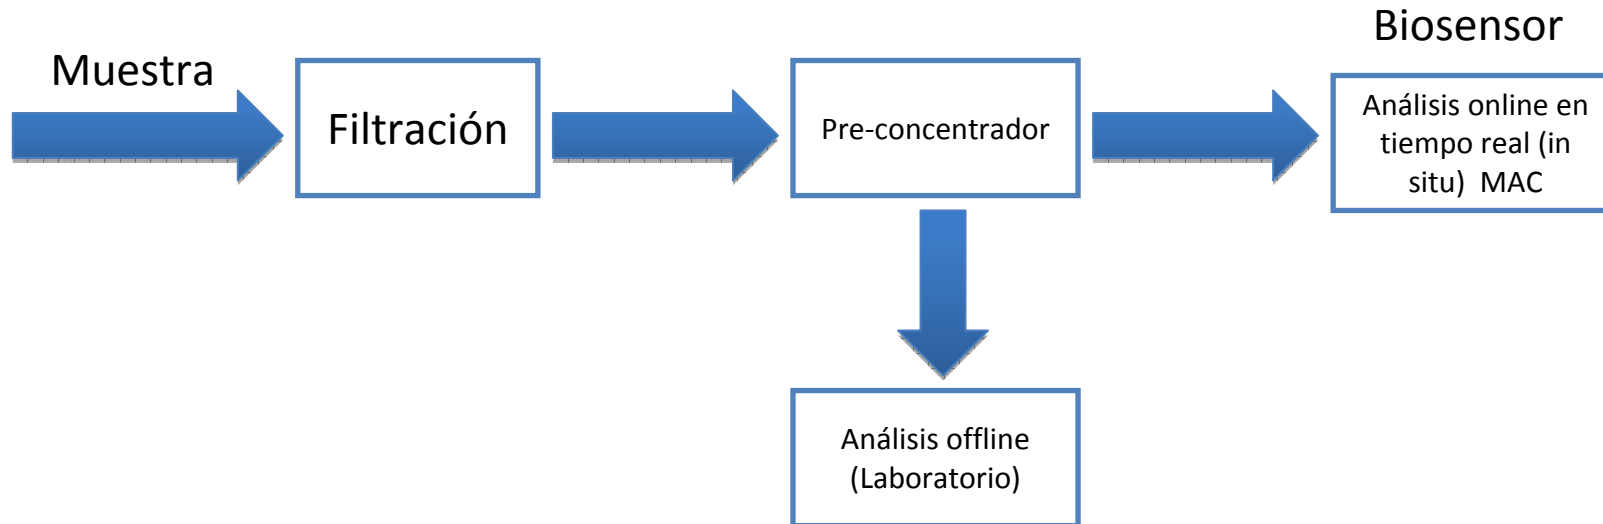 Muestra
Filtración
Pre-concentrador
Biosensor
Análisis online en
tiempo real (in
situ)  MAC
Análisis offline
(Laboratorio)